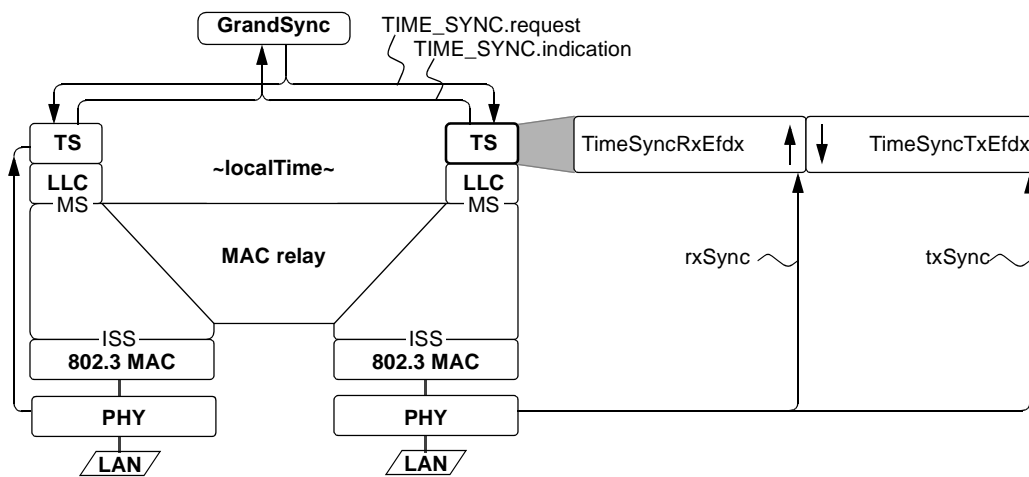 GrandSync
TIME_SYNC.request
TIME_SYNC.indication
TS
TS
TimeSyncRxEfdx
TimeSyncTxEfdx
~localTime~
LLC
LLC
MS
MS
MAC relay
rxSync
txSync
ISS
ISS
802.3 MAC
802.3 MAC
PHY
PHY
LAN
LAN